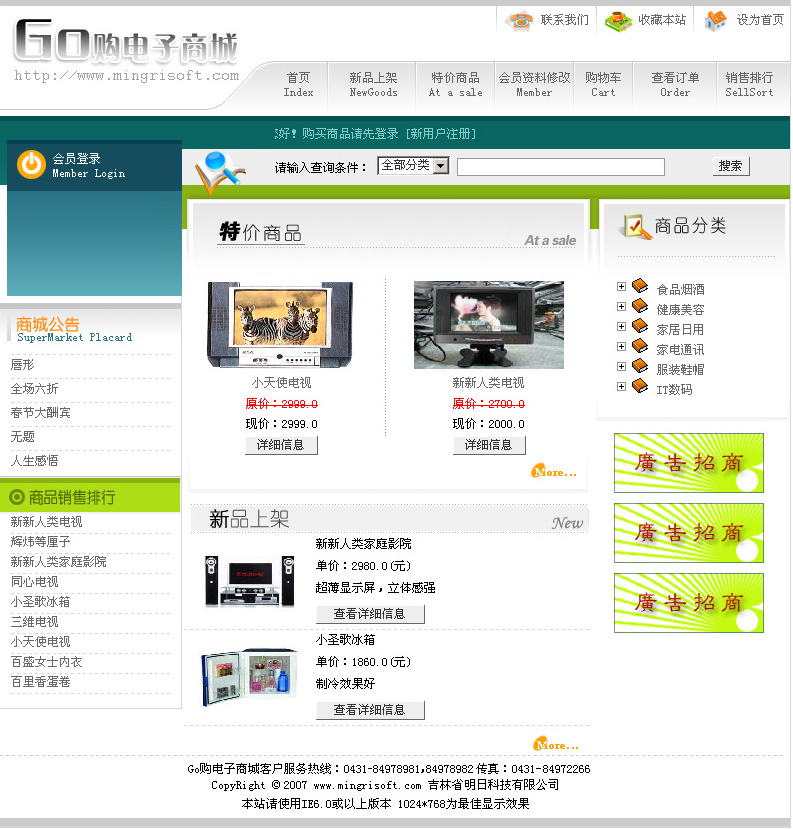 联系我们 收藏本站 设为首页
GO购电子商城
http://www.mingrisoft.com
首页 新品上架 特价商品 会员资料修改 购物车 查看订单 销售排行
Index NewGoods At a sale Member Cart Order SellSort
好! 购买商品请先登录 [新用户注册]
会员登录
Member Login
请输入查询条件： 全部分类 搜索
商城公告
SuperMarket Placard
唇形
全场六折
春节大酬宾
无题
人生感悟
商品销售排行
新新人类电视
辉炜等厘子
新新人类家庭影院
同心电视
小圣歌冰箱
三维电视
小天使电视
百盛女士内衣
百里香蛋卷
特价商品
At a sale
小天使电视
原价：2999.0
现价：2999.0
详细信息
新新人类电视
原价：2700.0
现价：2000.0
详细信息
More...
新品上架
New
新新人类家庭影院
单价：2980.0(元)
超薄显示屏，立体感强
查看详细信息
小圣歌冰箱
单价：1860.0(元)
制冷效果好
查看详细信息
More...
商品分类
食品烟酒
健康美容
家居日用
家电通讯
服装鞋帽
IT数码
廣告招商
廣告招商
廣告招商
Go购电子商城客户服务热线：0431-84978981,84978982 传真：0431-84972266
CopyRight © 2007 www.mingrisoft.com 吉林省明日科技有限公司
本站请使用IE6.0或以上版本 1024*768为最佳显示效果